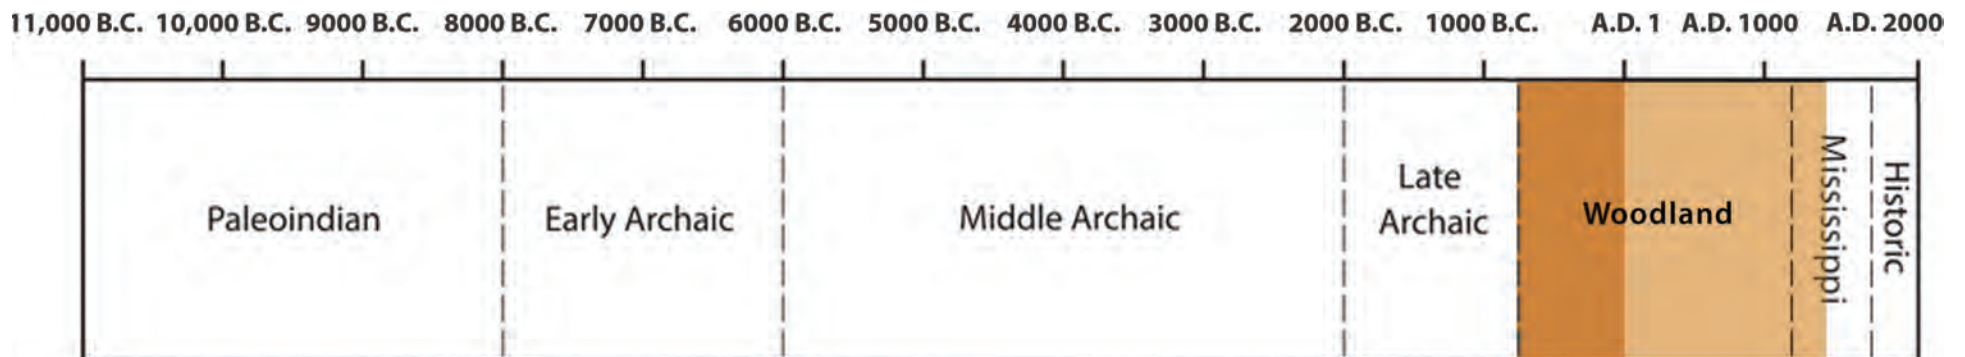 11,000 B.C. 10,000 B.C. 9000 B.C. 8000 B.C. 7000 B.C. 6000 B.C. 5000 B.C. 4000 B.C. 3000 B.C. 2000 B.C. 1000 B.C. A.D. 1 A.D. 1000 A.D. 2000
Paleoindian
Early Archaic
Middle Archaic
Late
Archaic
Woodland
Mississippi
Historic